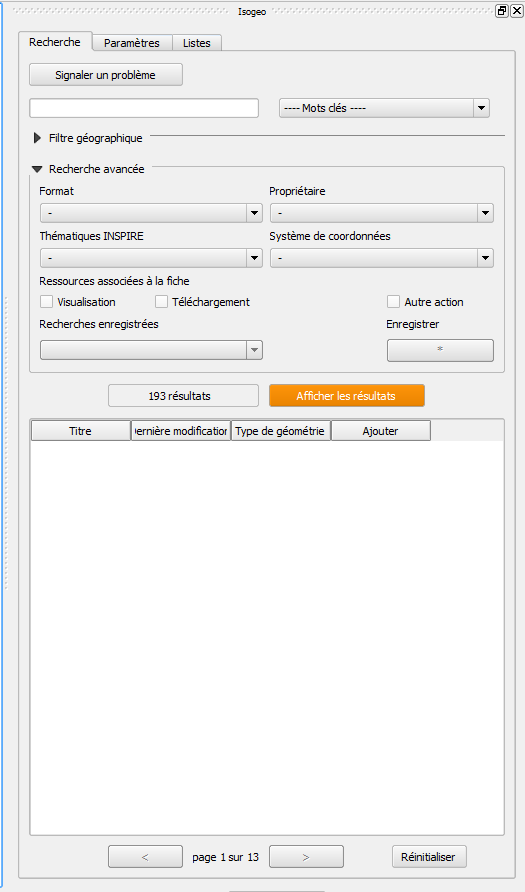 Isogeo
Recherche Paramètres Listes
Signaler un problème
---- Mots clés ----
Filtre géographique
Recherche avancée
Format Propriétaire
- -
Thématiques INSPIRE Système de coordonnées
- -
Ressources associées à la fiche
Visualisation Téléchargement Autre action
Recherches enregistrées Enregistrer
*
193 résultats Afficher les résultats
Titre ernière modification Type de géométrie Ajouter
< page 1 sur 13 > Réinitialiser